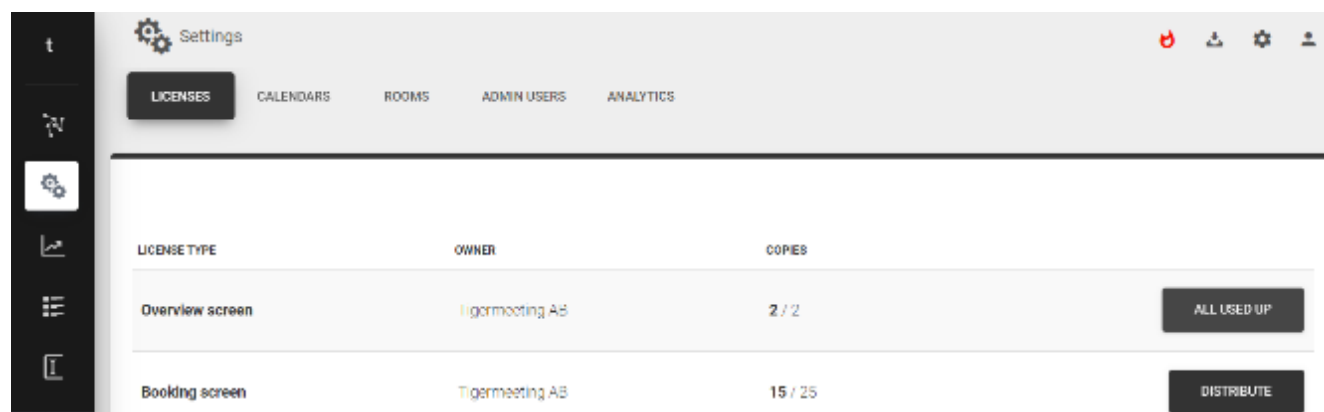 t
Settings
LICENSES CALENDARS ROOMS ADMIN USERS ANALYTICS
LICENSE TYPE OWNER COPIES
Overview screen Tigermeeting AB 2 / 2 ALL USED UP
Booking screen Tigermeeting AB 15 / 25 DISTRIBUTE